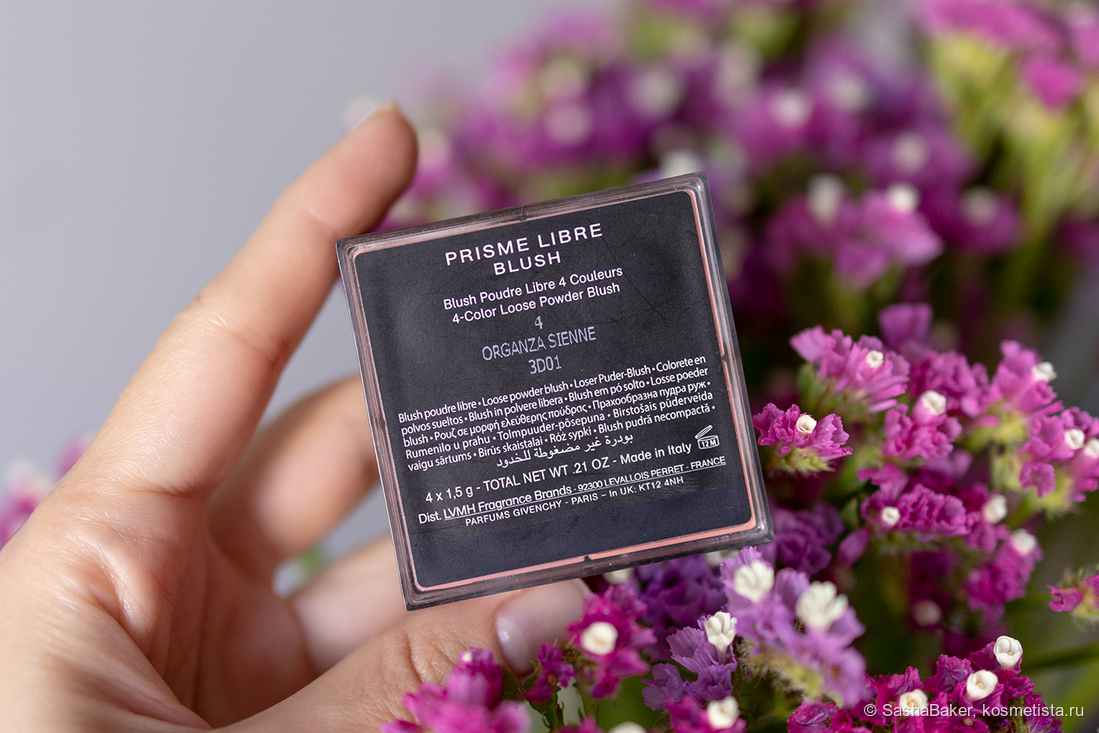 PRISME LIBRE
BLUSH
Blush Poudre Libre 4 Couleurs
4-Color Loose Powder Blush
4
ORGANZA SIENNE
3D01
Blush poudre libre • Loose powder blush • Loser Puder-Blush • Colorete en
polvos sueltos • Blush in polvere libera • Blush em pó solto • Losse poeder
blush • Ρουζ σε μορφή ελεύθερης πούδρας • Прахообразна пудра руж •
Rumenilo u prahu • Tolmpuuder-põsepuna • Birstošais pūderveida
vaigu sārtums • Birūs skaistalai • Róż sypki • Blush pudră necompactă •
بودرة غير مضغوطة للخدود
12 M
4 x 1,5 g - TOTAL NET WT .21 OZ - Made in Italy
Dist. LVMH Fragrance Brands - 92300 LEVALLOIS PERRET - FRANCE
PARFUMS GIVENCHY - PARIS - In UK: KT12 4NH
© SashaBaker, kosmetista.ru